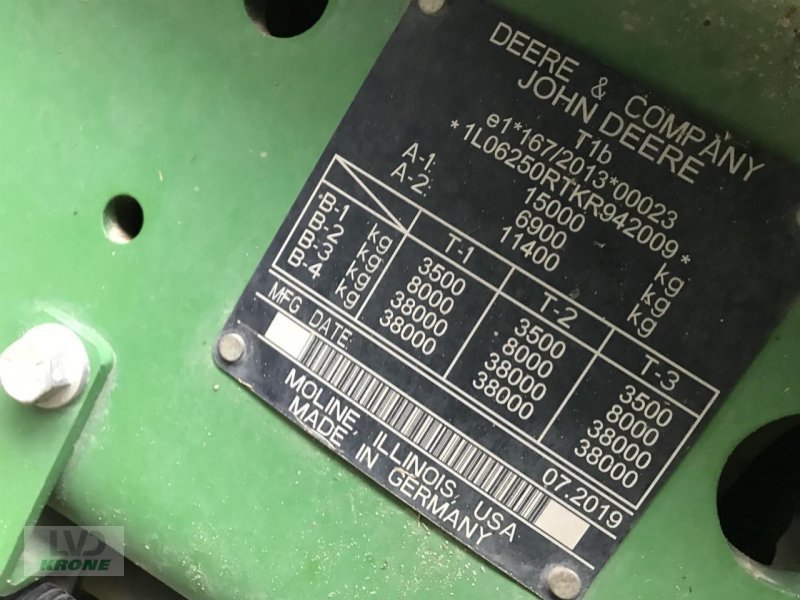 DEERE & COMPANY
JOHN DEERE
T1b
e1*167/2013*00023
*1L06250RTKR942009*
15000 kg
A-1: 6900 kg
A-2: 11400 kg
T-1 T-2 T-3
B-1 kg 3500 3500 3500
B-2 kg 8000 8000 8000
B-3 kg 38000 38000 38000
B-4 kg 38000 38000 38000
MFG DATE: 07.2019
MOLINE, ILLINOIS, USA
MADE IN GERMANY
LVD
KRONE